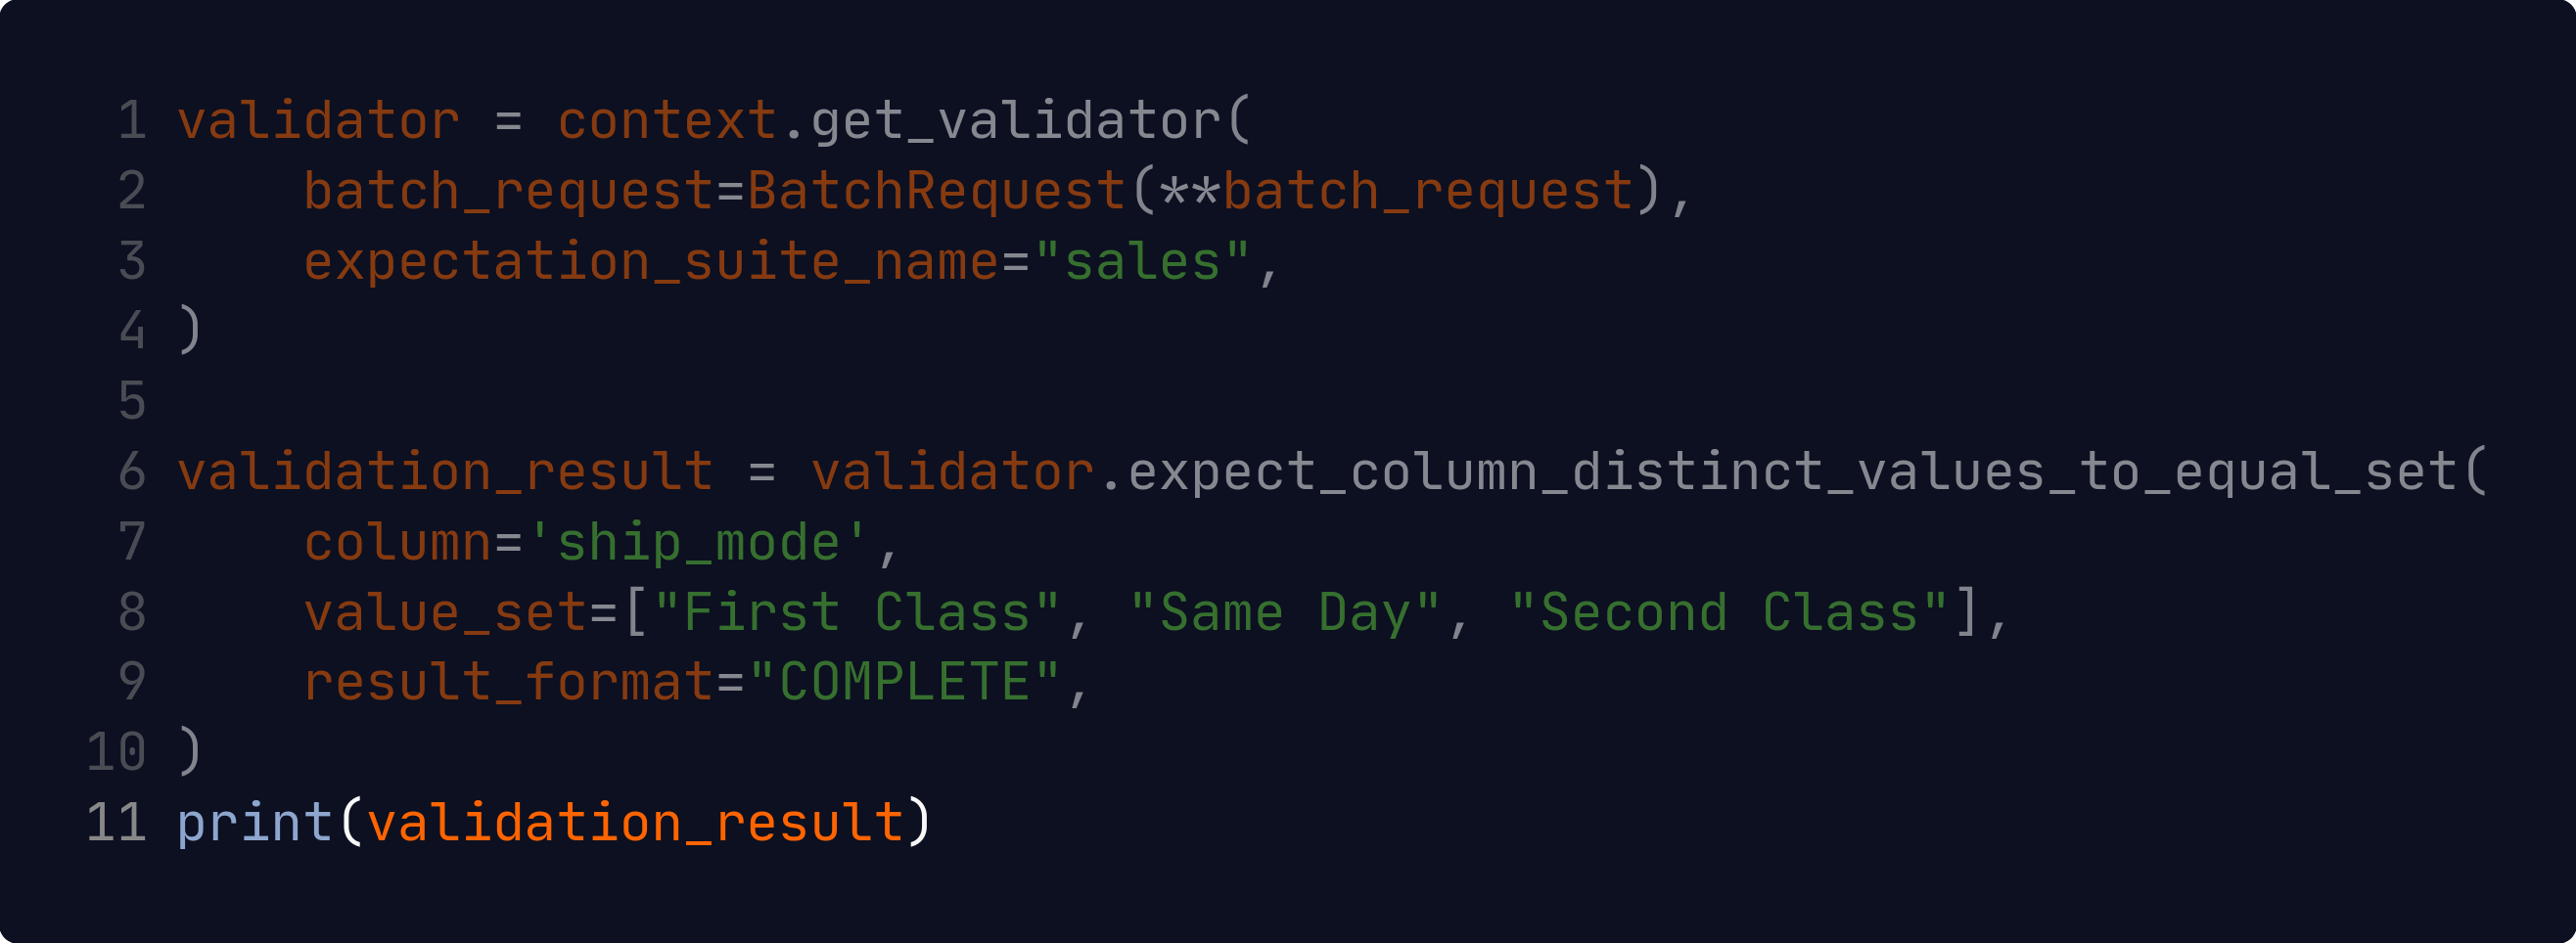 1 validator = context.get_validator(
2     batch_request=BatchRequest(**batch_request),
3     expectation_suite_name="sales",
4 )
5
6 validation_result = validator.expect_column_distinct_values_to_equal_set(
7     column='ship_mode',
8     value_set=["First Class", "Same Day", "Second Class"],
9     result_format="COMPLETE",
10 )
11 print(validation_result)